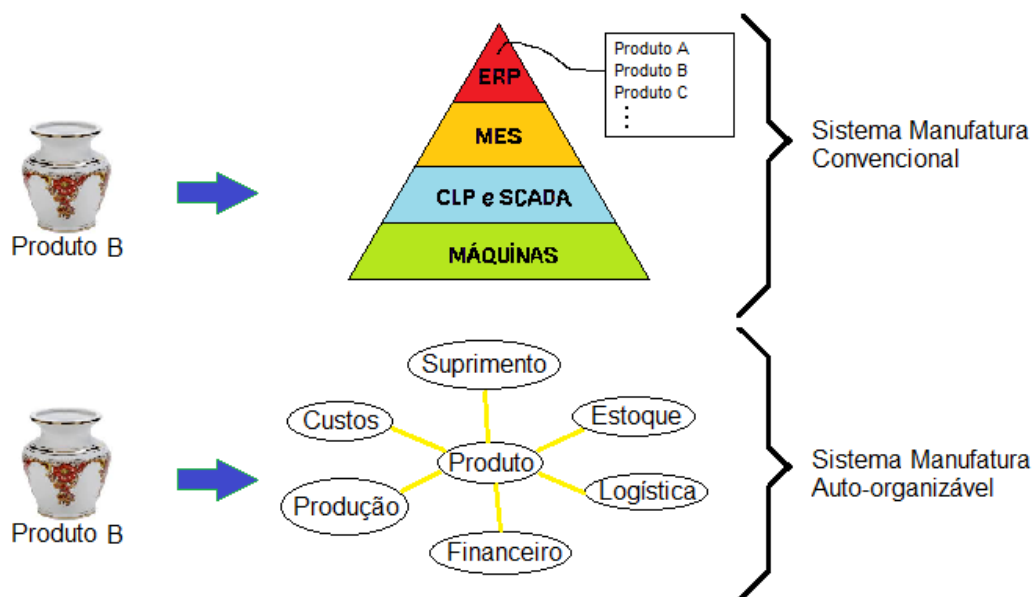 Produto A
Produto B
Produto C
ERP
MES
CLP e SCADA
MÁQUINAS
Produto B
Sistema Manufatura
Convencional
Suprimento
Custos
Estoque
Produto
Produção
Logística
Financeiro
Produto B
Sistema Manufatura
Auto-organizável